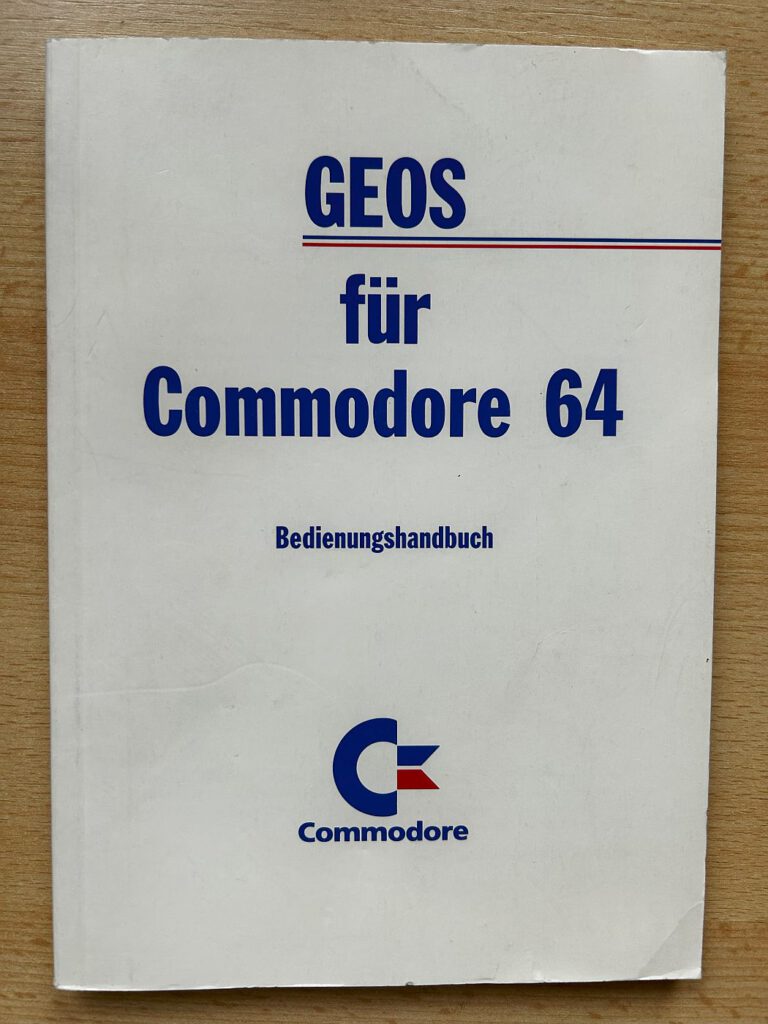 GEOS
für
Commodore 64
Bedienungshandbuch
Commodore